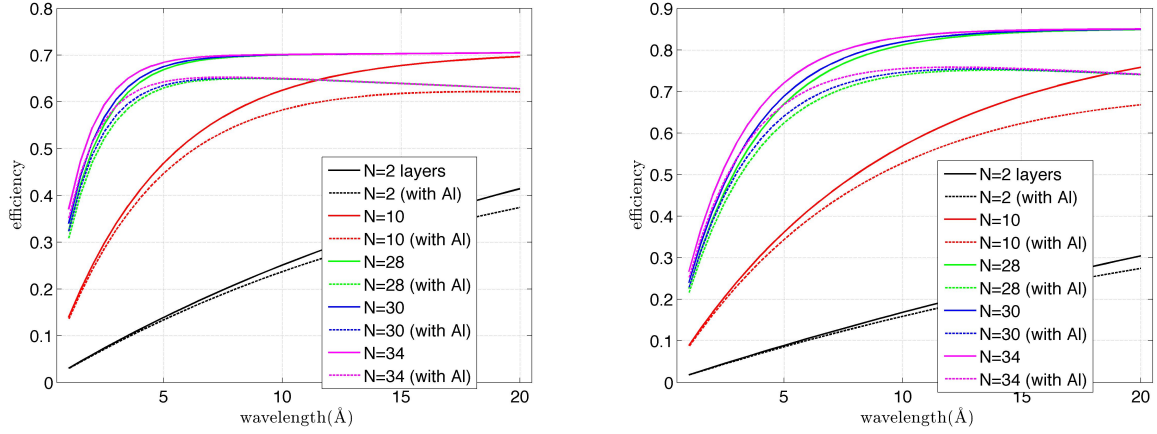 0.8
0.7
0.6
0.5
0.4
0.3
0.2
0.1
0
efficiency
5
10
15
20
wavelength(Å)
N=2 layers
N=2 (with Al)
N=10
N=10 (with Al)
N=28
N=28 (with Al)
N=30
N=30 (with Al)
N=34
N=34 (with Al)
0.9
0.8
0.7
0.6
0.5
0.4
0.3
0.2
0.1
0
efficiency
5
10
15
20
wavelength(Å)
N=2 layers
N=2 (with Al)
N=10
N=10 (with Al)
N=28
N=28 (with Al)
N=30
N=30 (with Al)
N=34
N=34 (with Al)